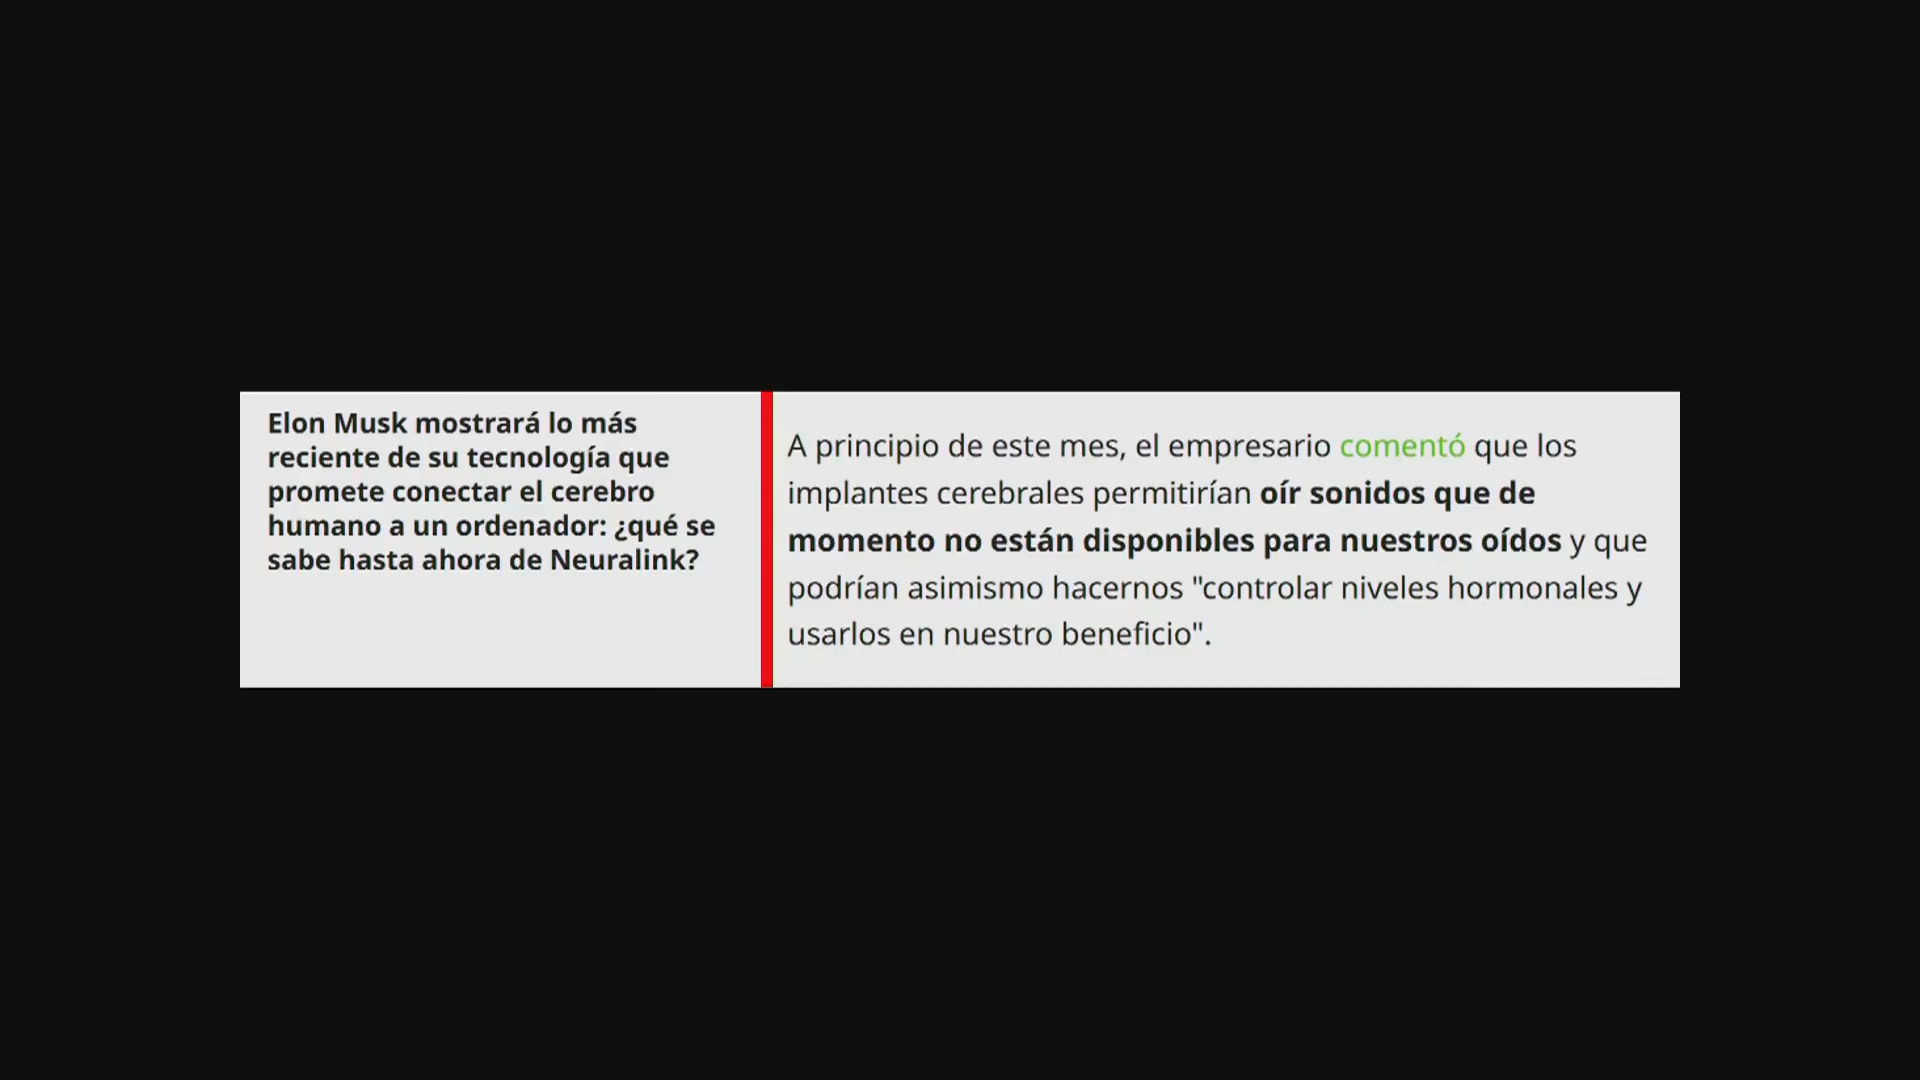 Elon Musk mostrará lo más
reciente de su tecnología que
promete conectar el cerebro
humano a un ordenador: ¿qué se
sabe hasta ahora de Neuralink?
A principio de este mes, el empresario comentó que los
implantes cerebrales permitirían oír sonidos que de
momento no están disponibles para nuestros oídos y que
podrían asimismo hacernos "controlar niveles hormonales y
usarlos en nuestro beneficio".